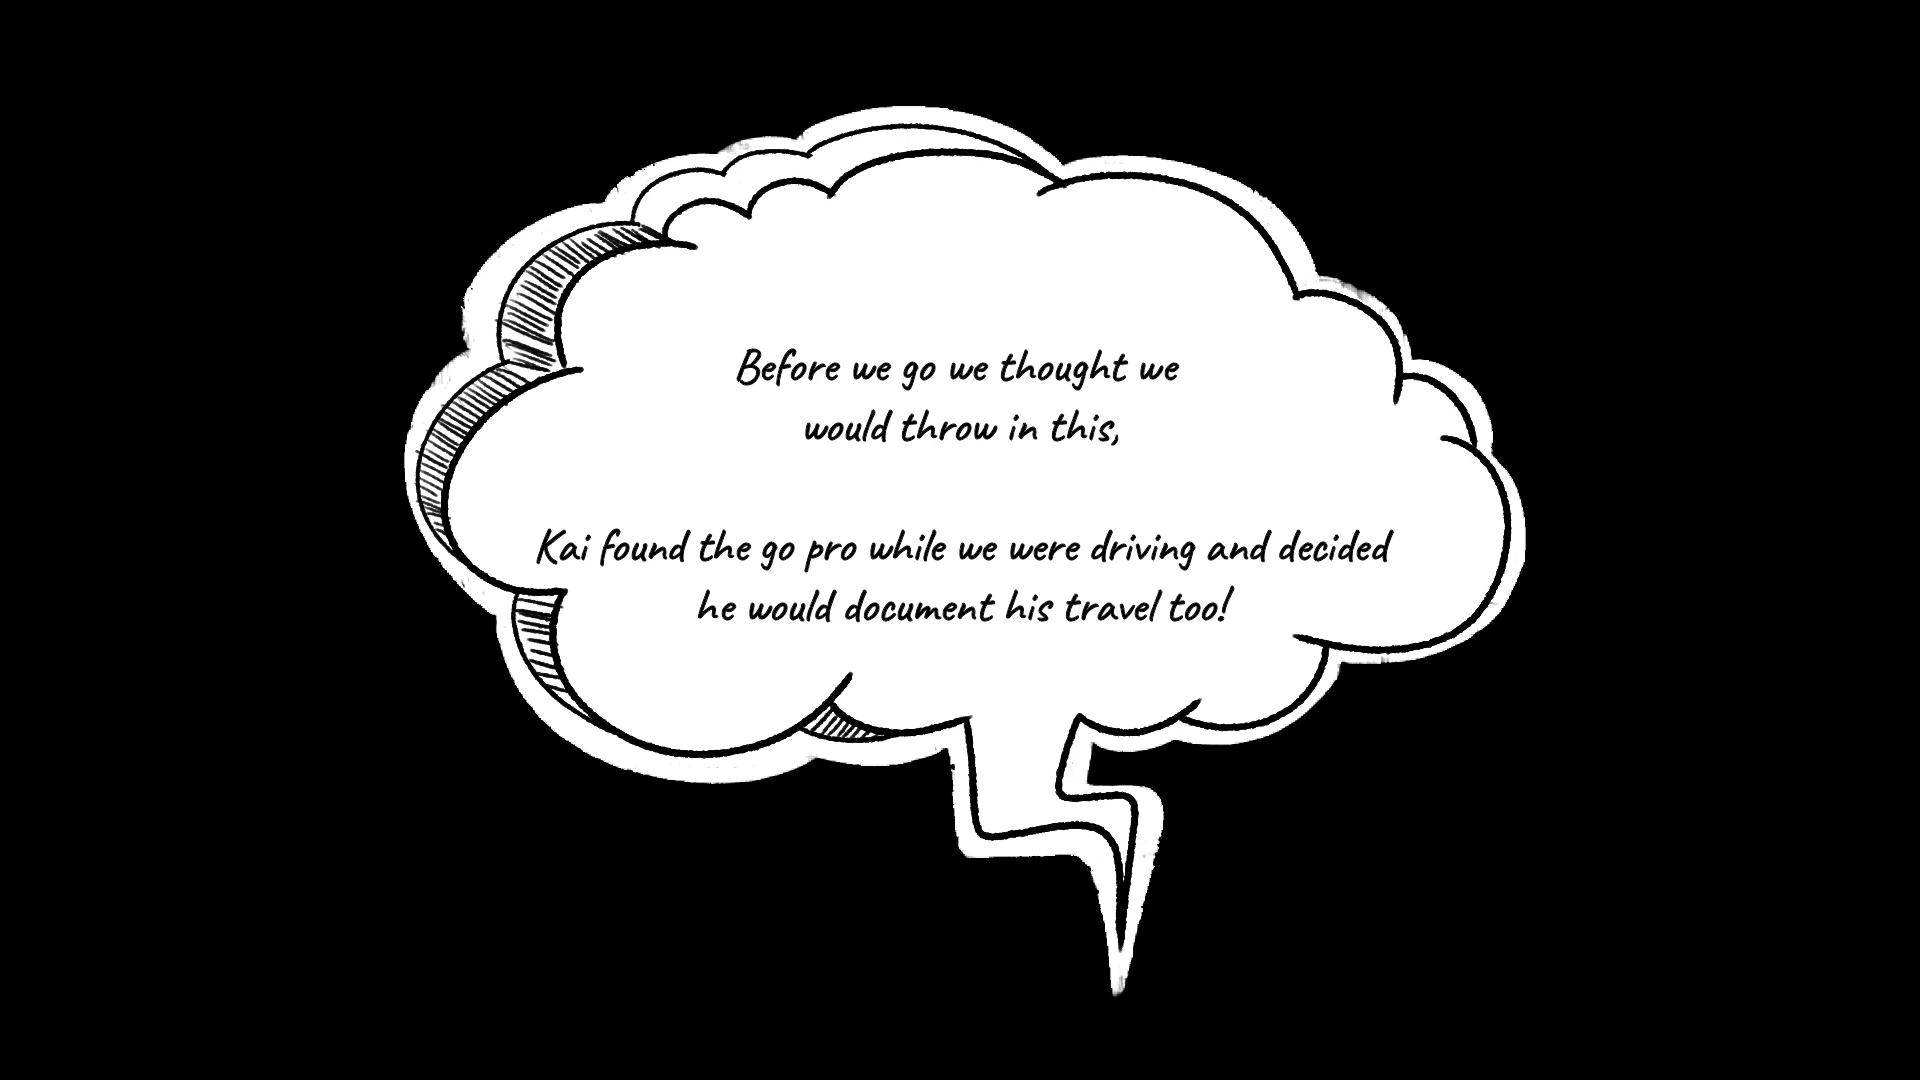 Before we go we thought we
would throw in this,
Kai found the go pro while we were driving and decided
he would document his travel too!